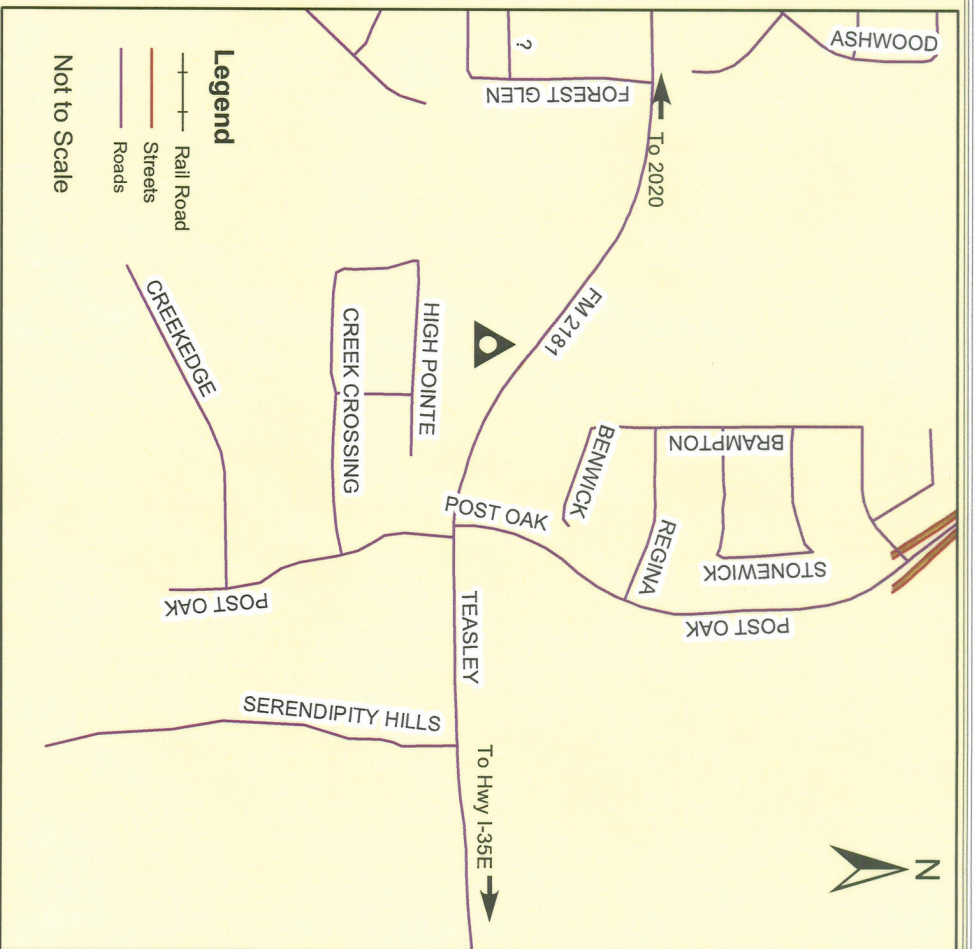 N
ASHWOOD
STONEWICK
BRAMPTON
POST OAK
REGINA
To 2020
BENWICK
FM 2181
FOREST GLEN
?
POST OAK
To Hwy I-35E
TEASLEY
HIGH POINTE
CREEK CROSSING
SERENDIPITY HILLS
POST OAK
CREEKEDGE
Legend
Rail Road
Streets
Roads
Not to Scale